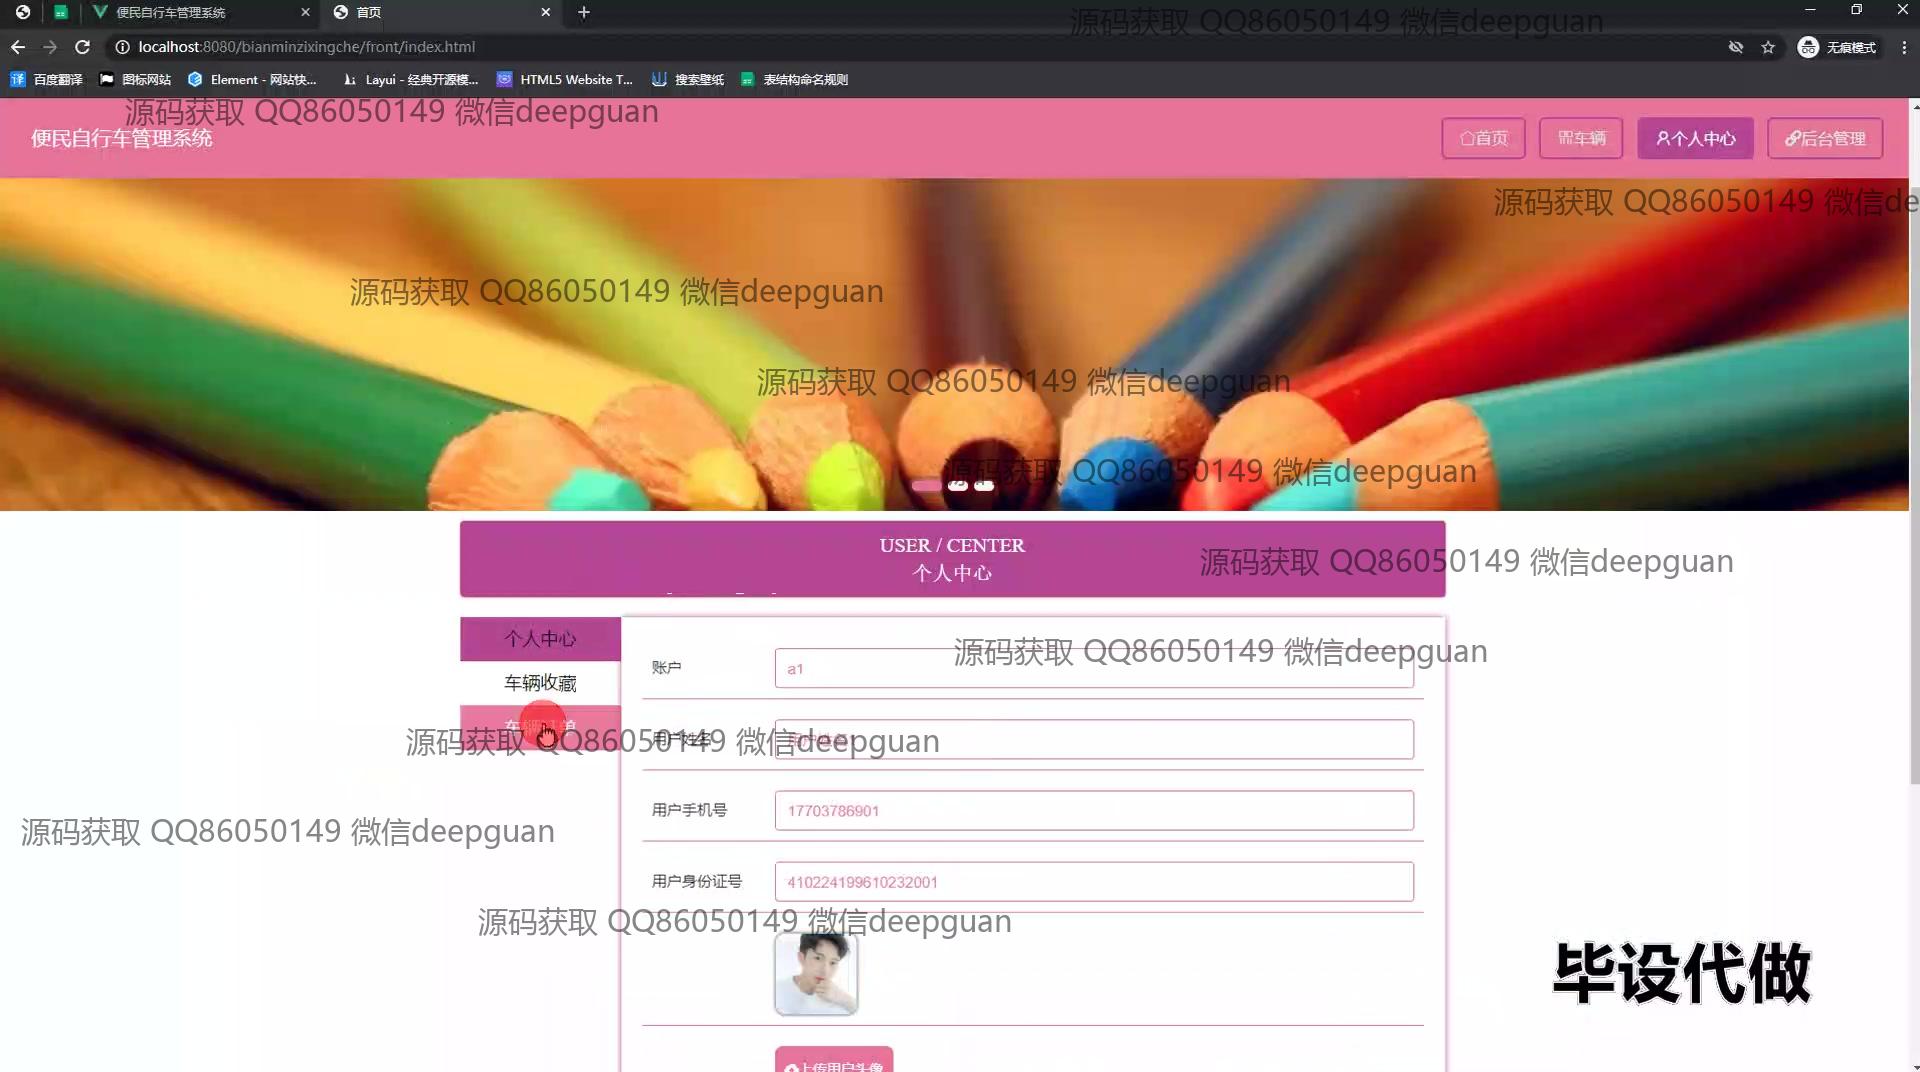 便民自行车管理系统
首页
localhost:8080/bianminzixingche/front/index.html
无痕模式
百度翻译
图标网站
Element - 网站快...
Layui - 经典开源模...
HTML5 Website T...
搜索壁纸
表结构命名规则
源码获取 QQ86050149 微信deepguan
源码获取 QQ86050149 微信deepguan
便民自行车管理系统
首页
车辆
个人中心
后台管理
源码获取 QQ86050149 微信de
源码获取 QQ86050149 微信deepguan
源码获取 QQ86050149 微信deepguan
源码获取 QQ86050149 微信deepguan
USER / CENTER
个人中心
源码获取 QQ86050149 微信deepguan
个人中心
车辆收藏
账户
a1
源码获取 QQ86050149 微信deepguan
用户姓名
源码获取 QQ86050149 微信deepguan
用户手机号
17703786901
源码获取 QQ86050149 微信deepguan
用户身份证号
410224199610232001
源码获取 QQ86050149 微信deepguan
毕设代做
上传用户头像